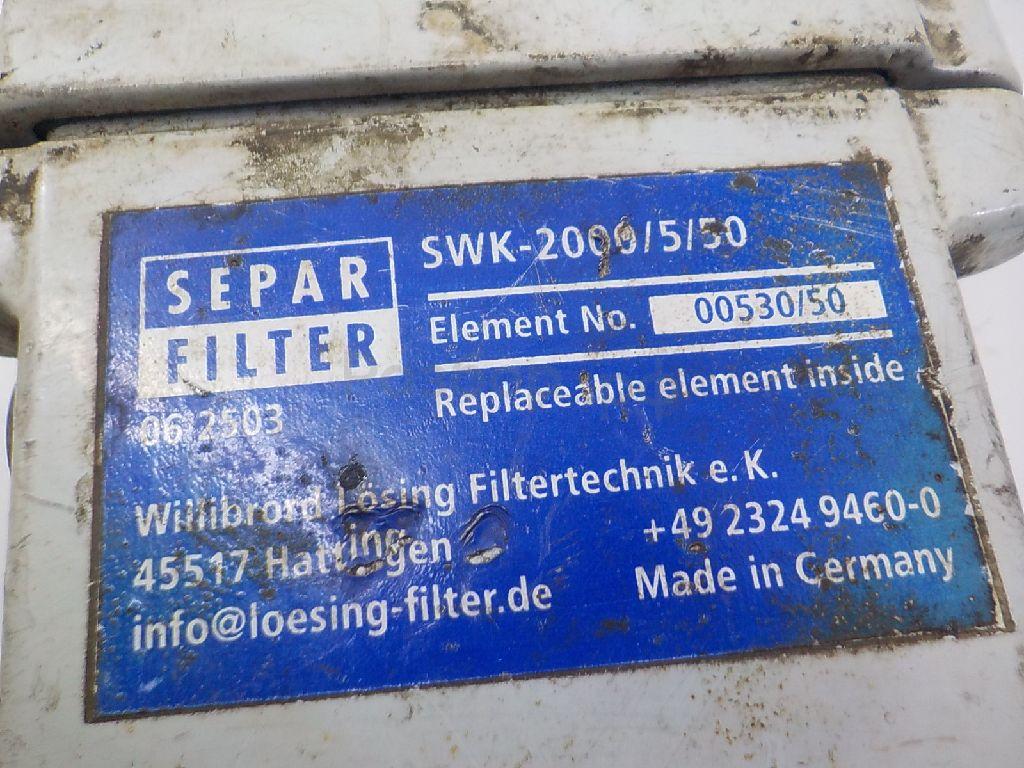 SEPAR
FILTER
SWK-2000/5/50
Element No. 00530/50
Replaceable element inside
06 2503
Willibrord Lösing Filtertechnik e. K.
45517 Hattingen +49 2324 9460-0
info@loesing-filter.de Made in Germany